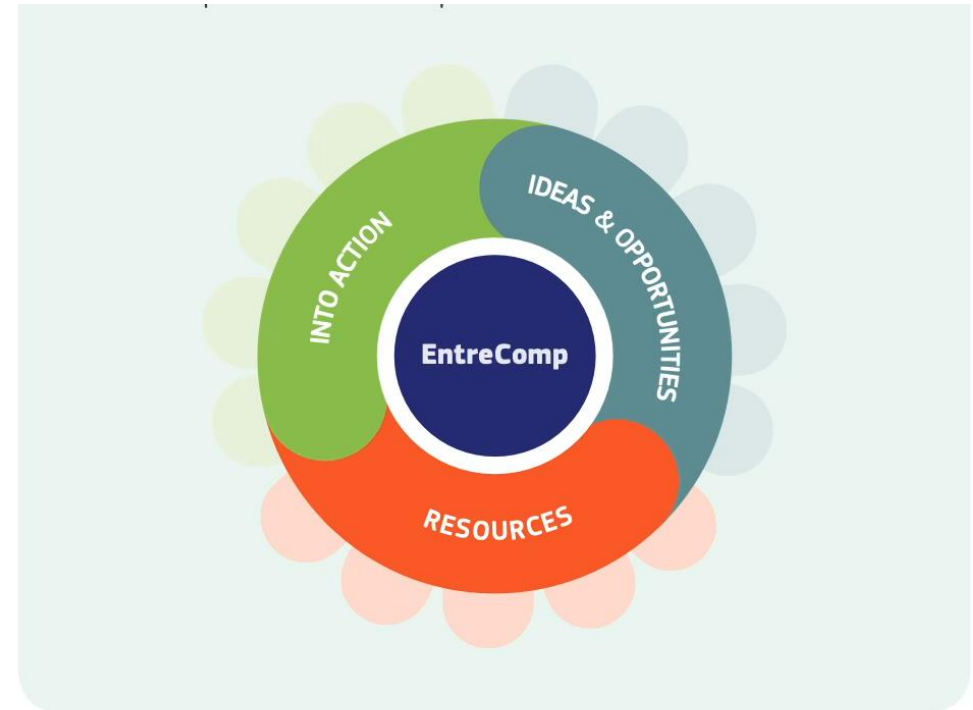 IDEAS & OPPORTUNITIES
INTO ACTION
EntreComp
RESOURCES